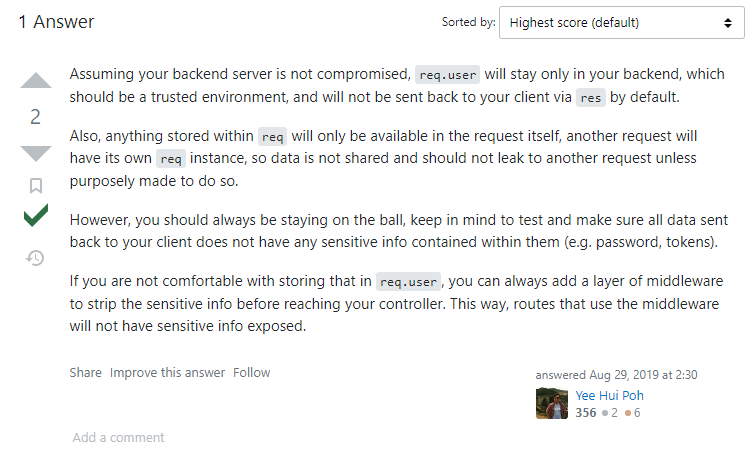 1 Answer
Sorted by:
Highest score (default)
Assuming your backend server is not compromised, req.user will stay only in your backend, which
should be a trusted environment, and will not be sent back to your client via res by default.
2
Also, anything stored within req will only be available in the request itself, another request will
have its own req instance, so data is not shared and should not leak to another request unless
purposely made to do so.
However, you should always be staying on the ball, keep in mind to test and make sure all data sent
back to your client does not have any sensitive info contained within them (e.g. password, tokens).
If you are not comfortable with storing that in req.user, you can always add a layer of middleware
to strip the sensitive info before reaching your controller. This way, routes that use the middleware
will not have sensitive info exposed.
Share Improve this answer Follow
answered Aug 29, 2019 at 2:30
Yee Hui Poh
356 2 6
Add a comment